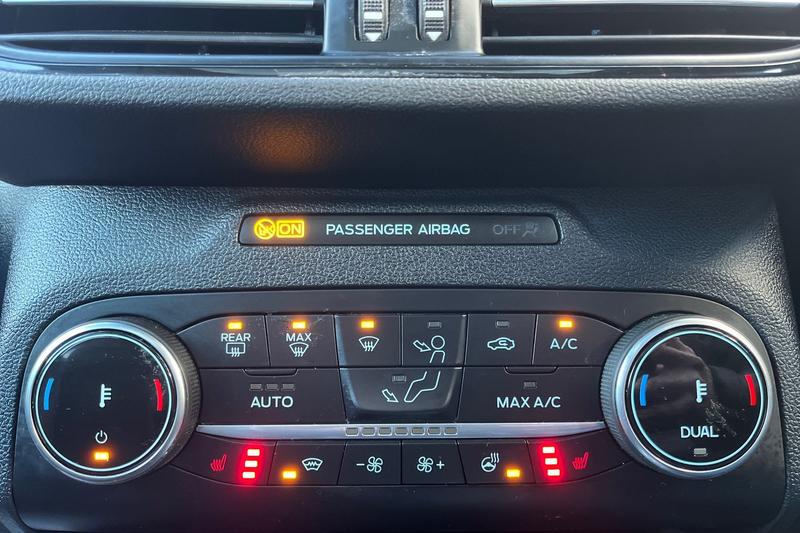 ON PASSENGER AIRBAG OFF
REAR
MAX
A/C
AUTO
MAX A/C
DUAL
- +